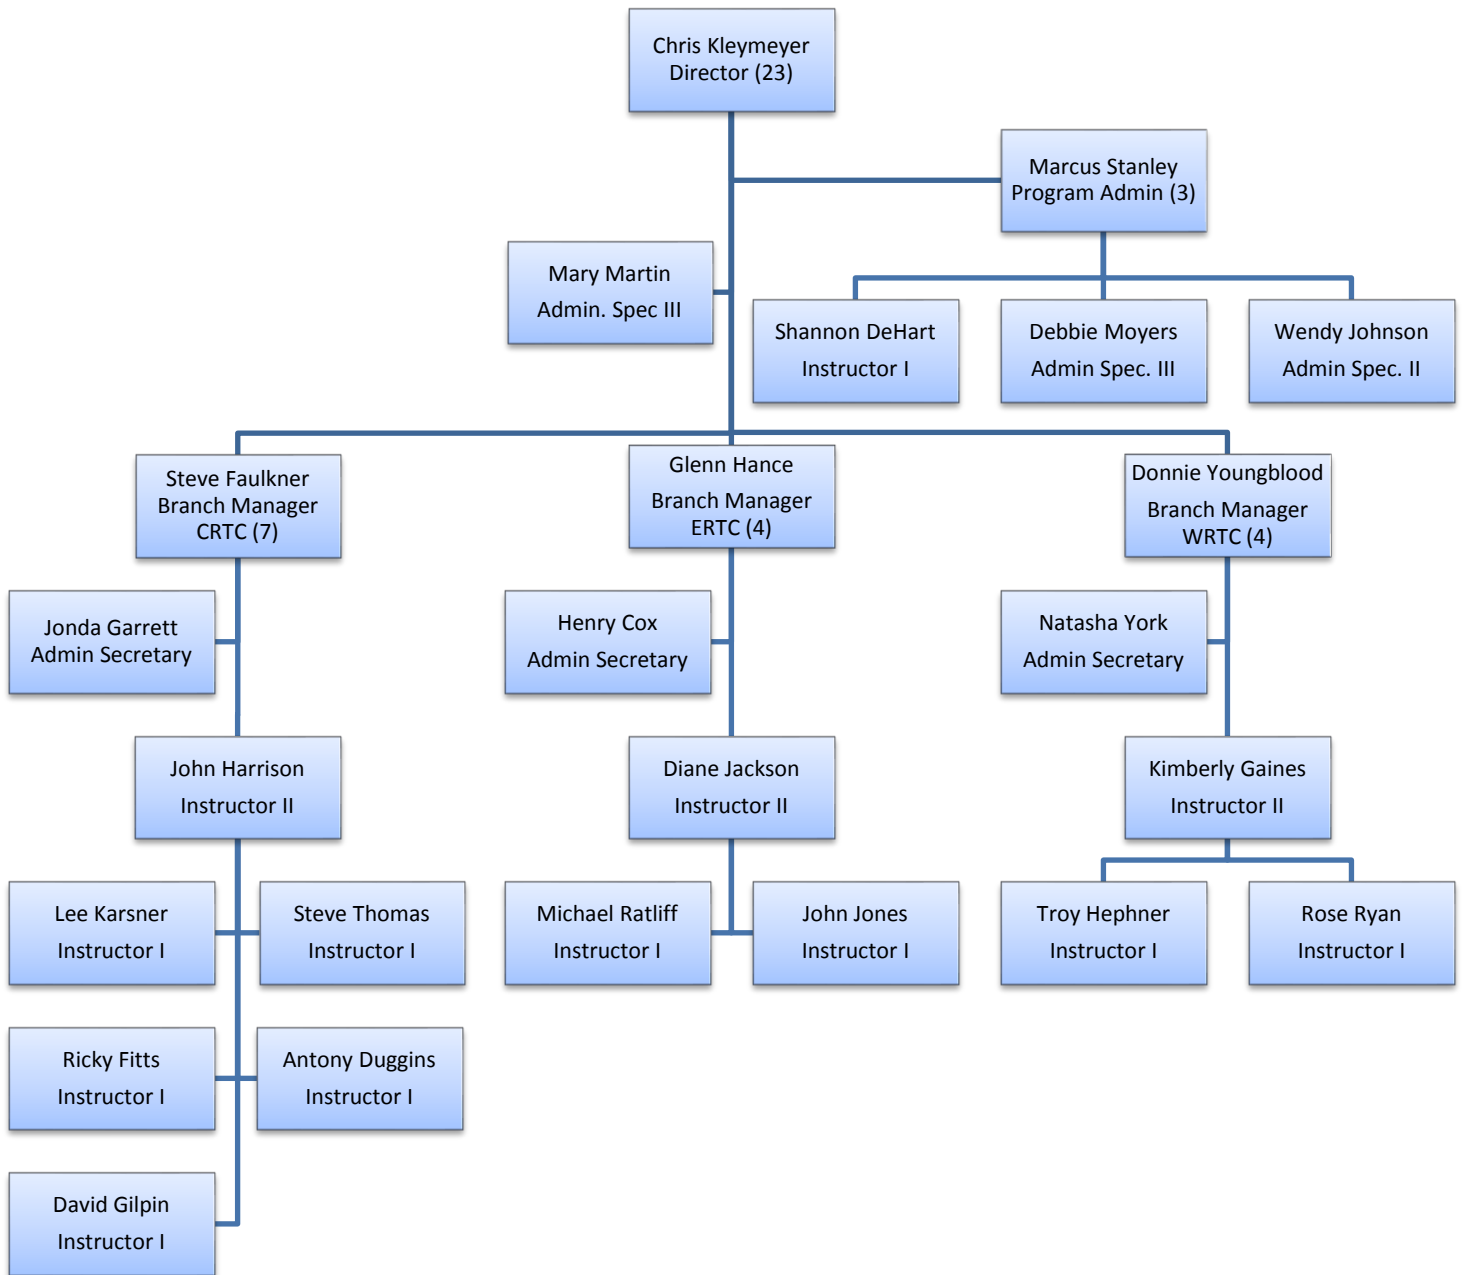 Chris Kleymeyer
Director (23)
Marcus Stanley
Program Admin (3)
Mary Martin
Admin. Spec III
Shannon DeHart
Instructor I
Debbie Moyers
Admin Spec. III
Wendy Johnson
Admin Spec. II
Steve Faulkner
Branch Manager
CRTC (7)
Glenn Hance
Branch Manager
ERTC (4)
Donnie Youngblood
Branch Manager
WRTC (4)
Jonda Garrett
Admin Secretary
Henry Cox
Admin Secretary
Natasha York
Admin Secretary
John Harrison
Instructor II
Diane Jackson
Instructor II
Kimberly Gaines
Instructor II
Lee Karsner
Instructor I
Steve Thomas
Instructor I
Michael Ratliff
Instructor I
John Jones
Instructor I
Troy Hephner
Instructor I
Rose Ryan
Instructor I
Ricky Fitts
Instructor I
Antony Duggins
Instructor I
David Gilpin
Instructor I